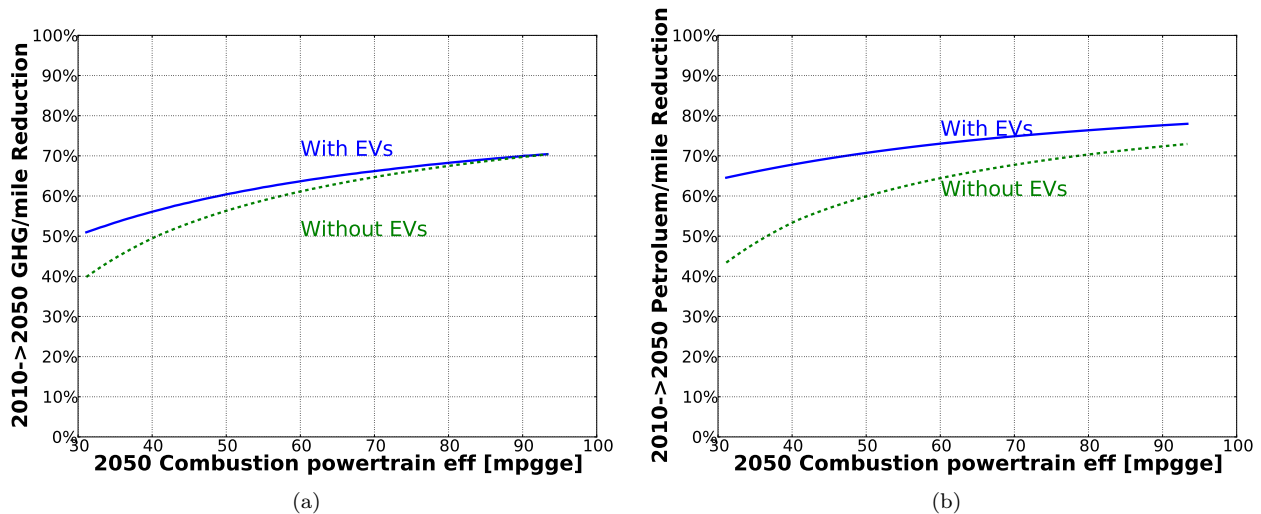 2010->2050 GHG/mile Reduction
100%
90%
80%
70%
60%
50%
40%
30%
20%
10%
0%
With EVs
Without EVs
30 40 50 60 70 80 90 100
2050 Combustion powertrain eff [mpgge]
(a)
2010->2050 Petroluem/mile Reduction
100%
90%
80%
70%
60%
50%
40%
30%
20%
10%
0%
With EVs
Without EVs
30 40 50 60 70 80 90 100
2050 Combustion powertrain eff [mpgge]
(b)